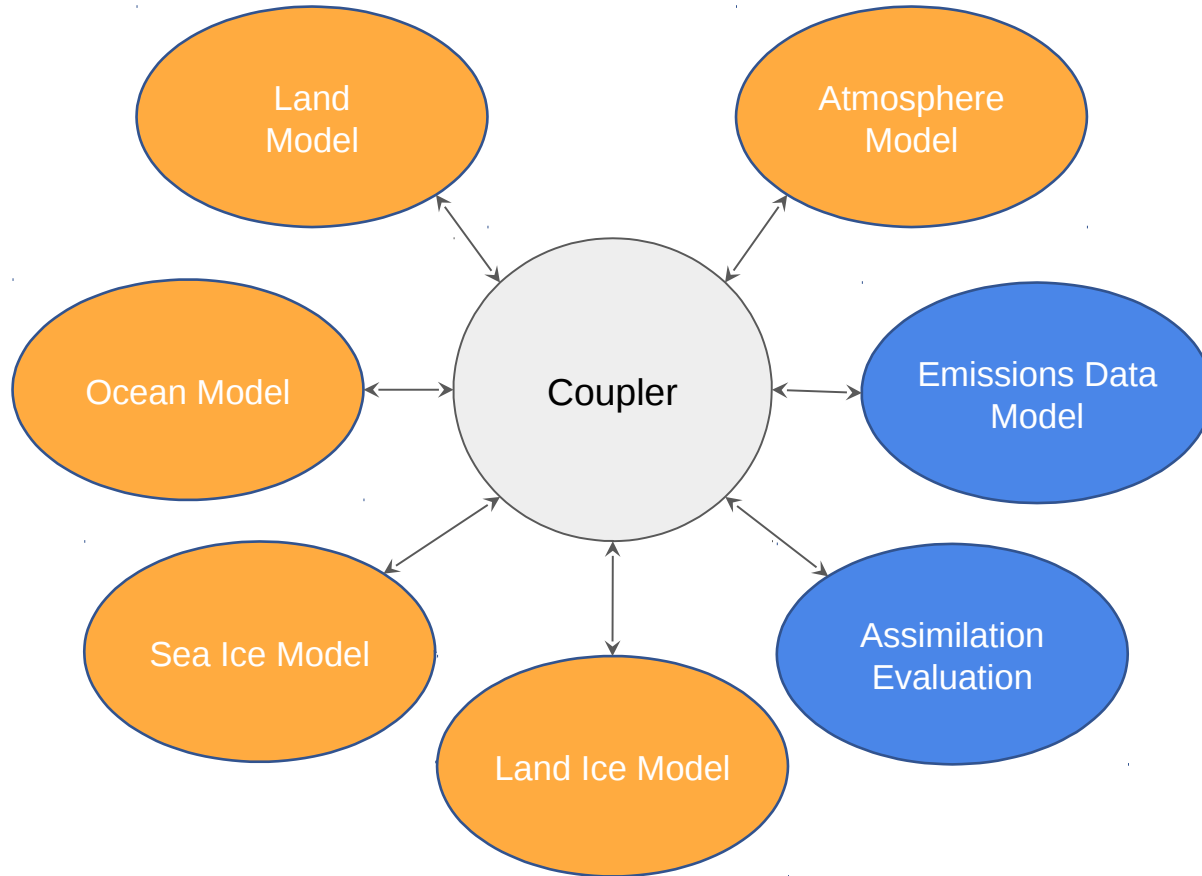 Land
Model
Atmosphere
Model
Ocean Model
Coupler
Emissions Data
Model
Sea Ice Model
Assimilation
Evaluation
Land Ice Model